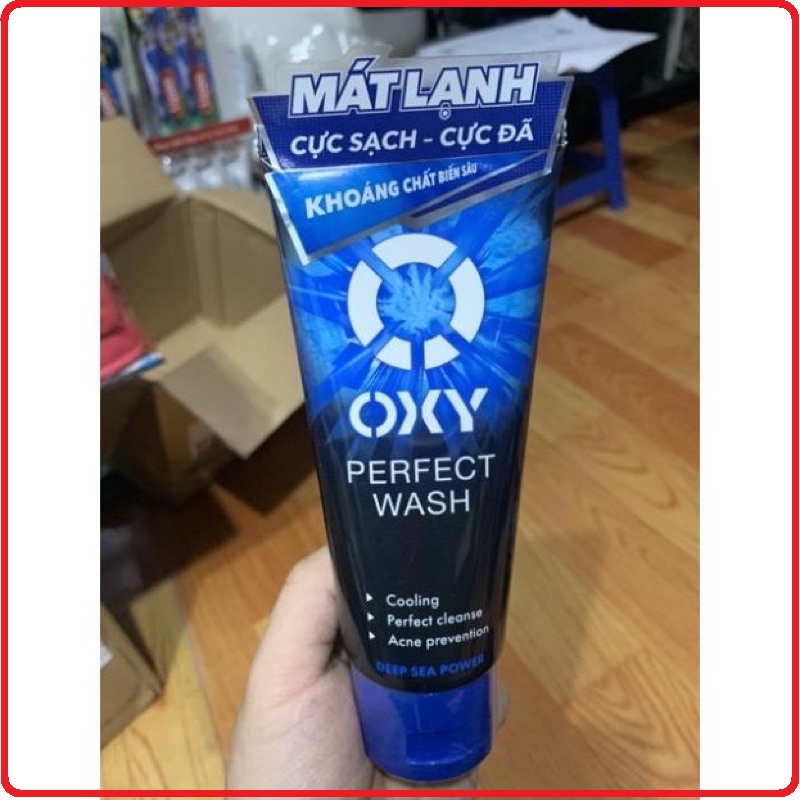 MÁT LẠNH
CỰC SẠCH - CỰC ĐÃ
KHOÁNG CHẤT BIỂN SÂU
OXY
PERFECT
WASH
Cooling
Perfect cleanse
Acne prevention
DEEP SEA POWER